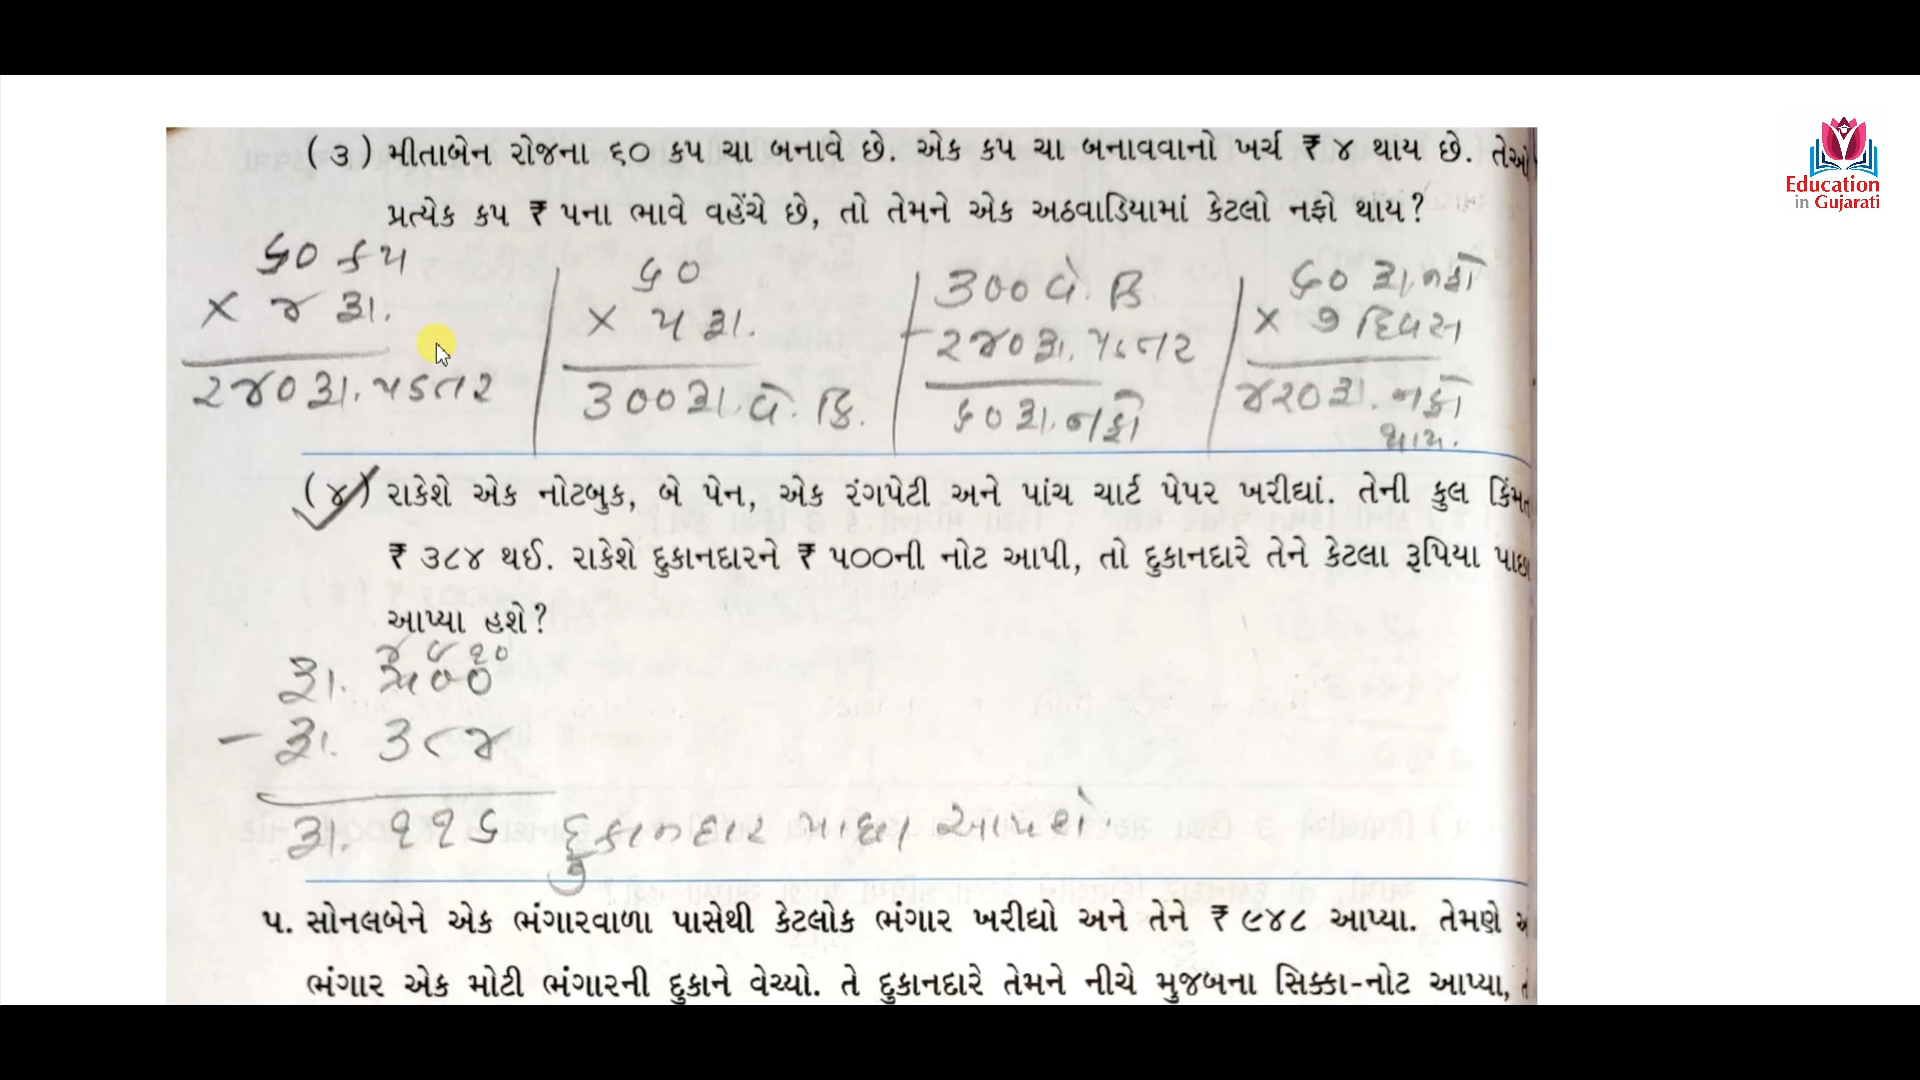 (૩) મીતાબેન રોજના ૬૦ કપ ચા બનાવે છે. એક કપ ચા બનાવવાનો ખર્ચ ₹ ૪ થાય છે. તેઓ
પ્રત્યેક કપ ₹ ૫ના ભાવે વહેંચે છે, તો તેમને એક અઠવાડિયામાં કેટલો નફો થાય?
૬૦ કપ
× ૪ રૂા.
૨૪૦ રૂા. પડતર
૬૦
× ૫ રૂા.
૩૦૦ રૂા. વે. કિ.
૩૦૦ વે. કિ
- ૨૪૦ રૂા. પડતર
૬૦ રૂા. નફો
૬૦ રૂા. નફો
× ૭ દિવસ
૪૨૦ રૂા. નફો
થાય.
(૪) રાકેશે એક નોટબુક, બે પેન, એક રંગપેટી અને પાંચ ચાર્ટ પેપર ખરીદ્યાં. તેની કુલ કિંમત
₹ ૩૮૪ થઈ. રાકેશે દુકાનદારને ₹ ૫૦૦ની નોટ આપી, તો દુકાનદારે તેને કેટલા રૂપિયા પાછા
આપ્યા હશે?
૪ ૯ ૧૦
રૂા. ૫૦૦
- રૂા. ૩૮૪
રૂા. ૧૧૬ દુકાનદાર પાછા આપશે.
૫. સોનલબેને એક ભંગારવાળા પાસેથી કેટલોક ભંગાર ખરીદ્યો અને તેને ₹ ૯૪૮ આપ્યા. તેમણે
ભંગાર એક મોટી ભંગારની દુકાને વેચ્યો. તે દુકાનદારે તેમને નીચે મુજબના સિક્કા-નોટ આપ્યા,
Education
in Gujarati